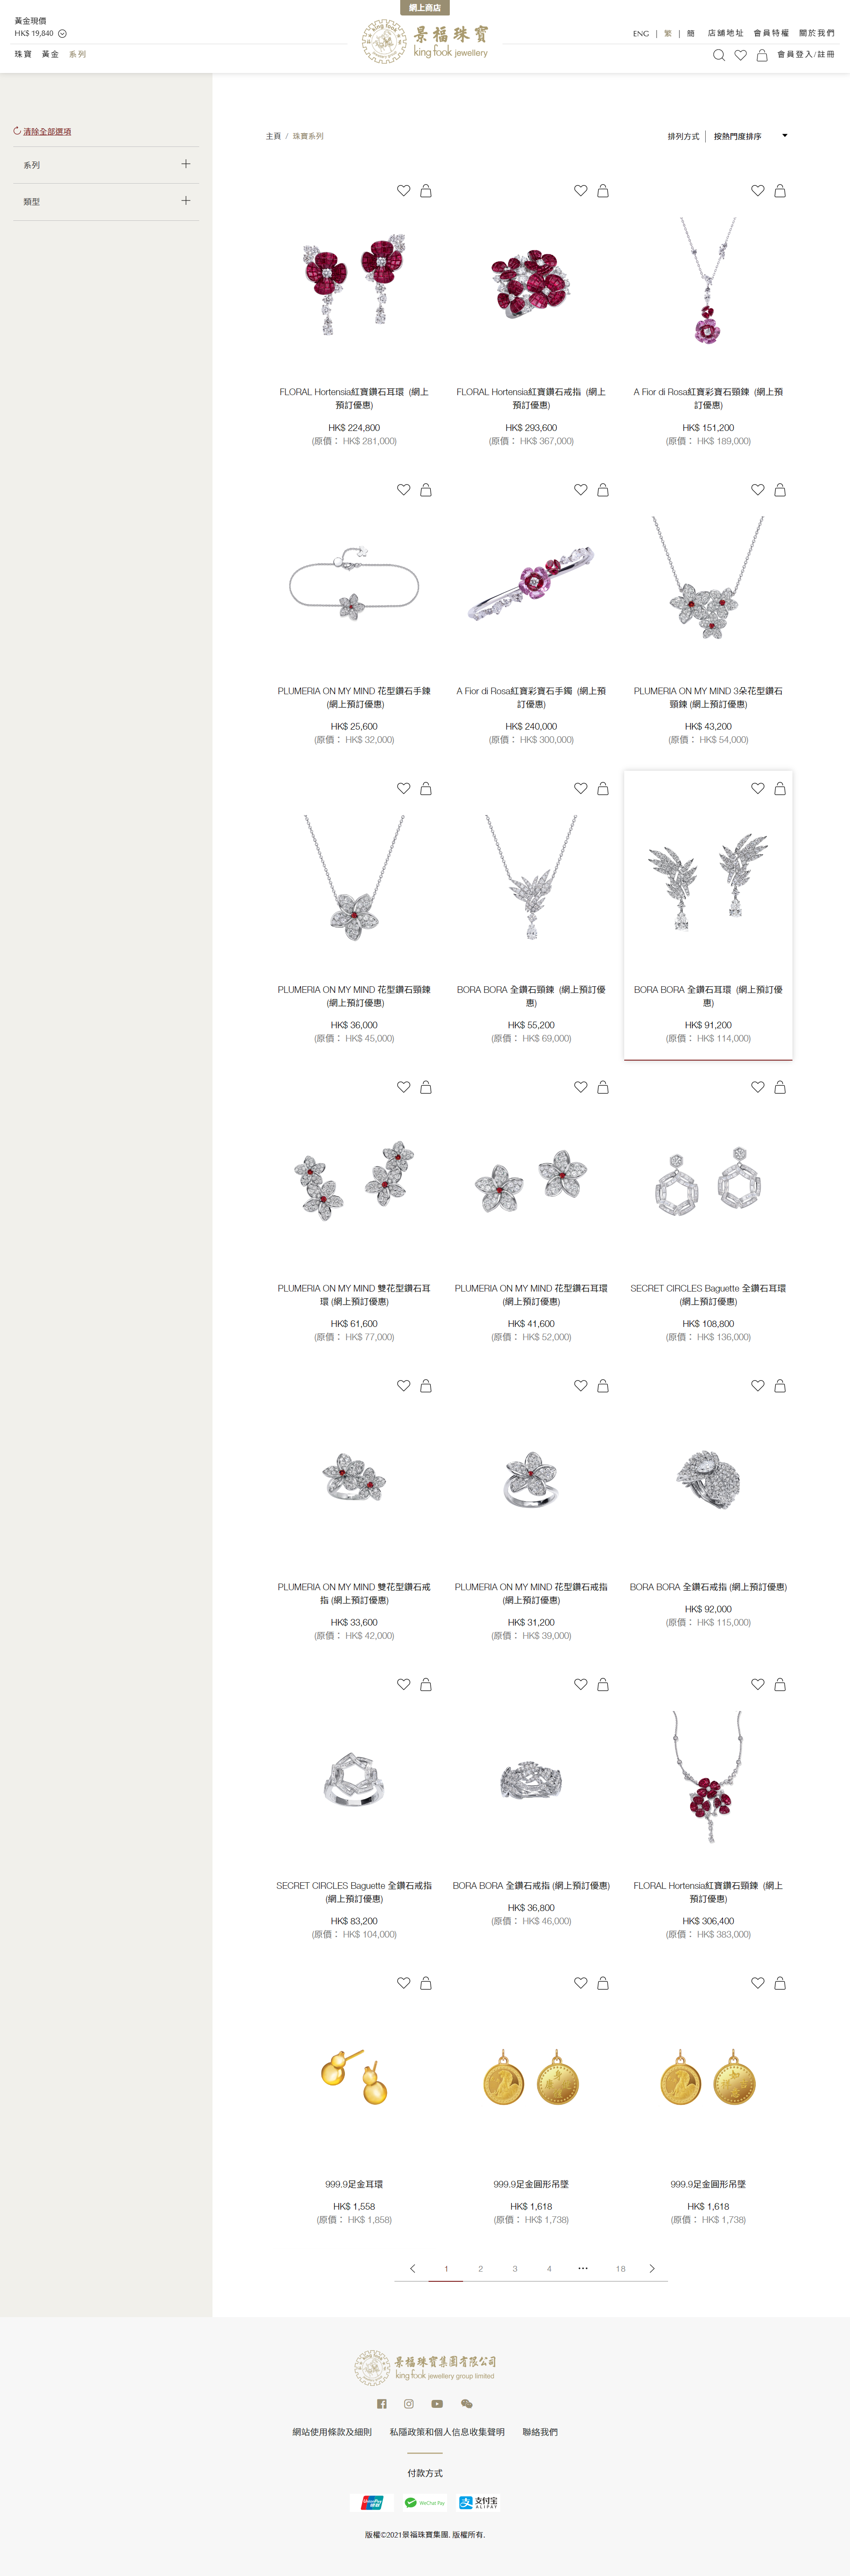 網上商店
黃金現價
HK$ 19,840
ENG | 繁 | 簡 店舖地址 會員特權 關於我們
景福珠寶
king fook jewellery
珠寶 黃金 系列
會員登入/註冊
清除全部選項
系列
類型
主頁 / 珠寶系列
排列方式 按熱門度排序
FLORAL Hortensia紅寶鑽石耳環 (網上
預訂優惠)
HK$ 224,800
(原價： HK$ 281,000)
FLORAL Hortensia紅寶鑽石戒指 (網上
預訂優惠)
HK$ 293,600
(原價： HK$ 367,000)
A Fior di Rosa紅寶彩寶石頸鍊 (網上預
訂優惠)
HK$ 151,200
(原價： HK$ 189,000)
PLUMERIA ON MY MIND 花型鑽石手鍊
(網上預訂優惠)
HK$ 25,600
(原價： HK$ 32,000)
A Fior di Rosa紅寶彩寶石手鐲 (網上預
訂優惠)
HK$ 240,000
(原價： HK$ 300,000)
PLUMERIA ON MY MIND 3朵花型鑽石
頸鍊 (網上預訂優惠)
HK$ 43,200
(原價： HK$ 54,000)
PLUMERIA ON MY MIND 花型鑽石頸鍊
(網上預訂優惠)
HK$ 36,000
(原價： HK$ 45,000)
BORA BORA 全鑽石頸鍊 (網上預訂優
惠)
HK$ 55,200
(原價： HK$ 69,000)
BORA BORA 全鑽石耳環 (網上預訂優
惠)
HK$ 91,200
(原價： HK$ 114,000)
PLUMERIA ON MY MIND 雙花型鑽石耳
環 (網上預訂優惠)
HK$ 61,600
(原價： HK$ 77,000)
PLUMERIA ON MY MIND 花型鑽石耳環
(網上預訂優惠)
HK$ 41,600
(原價： HK$ 52,000)
SECRET CIRCLES Baguette 全鑽石耳環
(網上預訂優惠)
HK$ 108,800
(原價： HK$ 136,000)
PLUMERIA ON MY MIND 雙花型鑽石戒
指 (網上預訂優惠)
HK$ 33,600
(原價： HK$ 42,000)
PLUMERIA ON MY MIND 花型鑽石戒指
(網上預訂優惠)
HK$ 31,200
(原價： HK$ 39,000)
BORA BORA 全鑽石戒指 (網上預訂優惠)
HK$ 92,000
(原價： HK$ 115,000)
SECRET CIRCLES Baguette 全鑽石戒指
(網上預訂優惠)
HK$ 83,200
(原價： HK$ 104,000)
BORA BORA 全鑽石戒指 (網上預訂優惠)
HK$ 36,800
(原價： HK$ 46,000)
FLORAL Hortensia紅寶鑽石頸鍊 (網上
預訂優惠)
HK$ 306,400
(原價： HK$ 383,000)
999.9足金耳環
HK$ 1,558
(原價： HK$ 1,858)
999.9足金圓形吊墜
HK$ 1,618
(原價： HK$ 1,738)
999.9足金圓形吊墜
HK$ 1,618
(原價： HK$ 1,738)
1 2 3 4 ••• 18
景福珠寶集團有限公司
king fook jewellery group limited
網站使用條款及細則 私隱政策和個人信息收集聲明 聯絡我們
付款方式
UnionPay 银联 WeChat Pay 支付宝 ALIPAY
版權©2021景福珠寶集團. 版權所有.